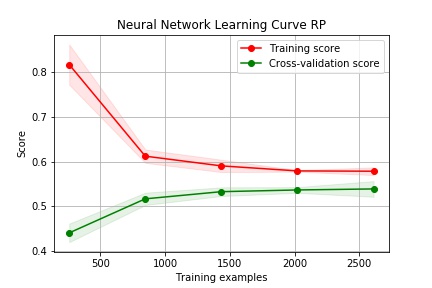 Neural Network Learning Curve RP
Training score
Cross-validation score
Score
0.8
0.7
0.6
0.5
0.4
500
1000
1500
2000
2500
Training examples